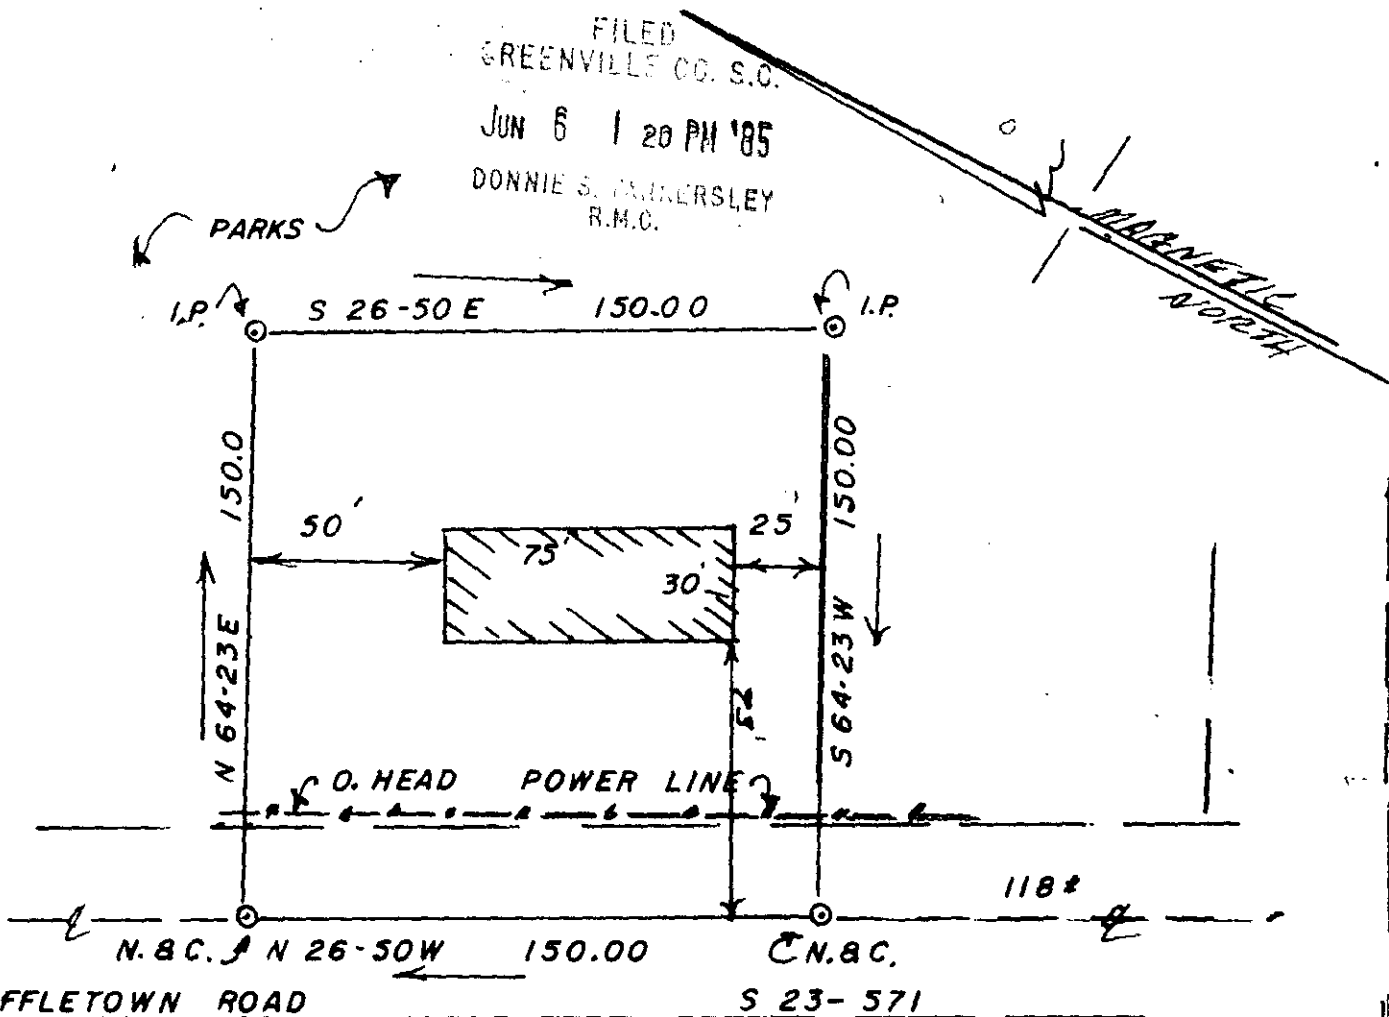 FILED
GREENVILLE CO. S.C.
JUN 6 1 20 PM '85
DONNIE S.
R.M.C.
MAGNETIC
NORTH
PARKS
I.P. S 26-50 E 150.00 I.P.
N 64-23E 150.0
S 64-23W 150.00
50'
75'
30'
25'
O. HEAD POWER LINE
118±
N. & C. N 26-50W 150.00 N. & C.
FFLETOWN ROAD S 23-571